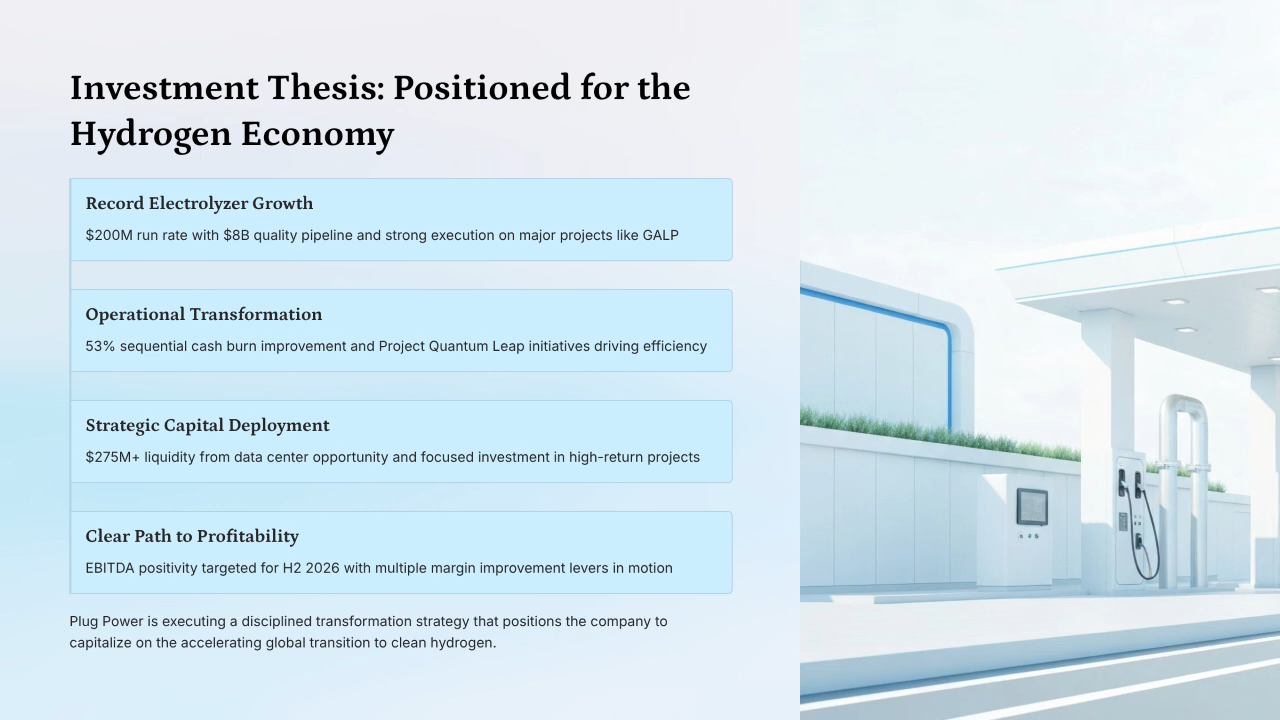 Investment Thesis: Positioned for the
Hydrogen Economy
Record Electrolyzer Growth
$200M run rate with $8B quality pipeline and strong execution on major projects like GALP
Operational Transformation
53% sequential cash burn improvement and Project Quantum Leap initiatives driving efficiency
Strategic Capital Deployment
$275M+ liquidity from data center opportunity and focused investment in high-return projects
Clear Path to Profitability
EBITDA positivity targeted for H2 2026 with multiple margin improvement levers in motion
Plug Power is executing a disciplined transformation strategy that positions the company to
capitalize on the accelerating global transition to clean hydrogen.